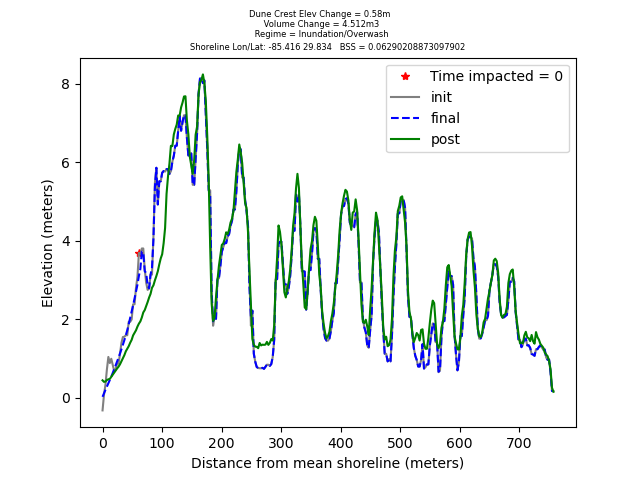 Dune Crest Elev Change = 0.58m
Volume Change = 4.512m3
Regime = Inundation/Overwash
Shoreline Lon/Lat: -85.416 29.834   BSS = 0.06290208873097902
Time impacted = 0
init
final
post
Elevation (meters)
8
6
4
2
0
0 100 200 300 400 500 600 700
Distance from mean shoreline (meters)